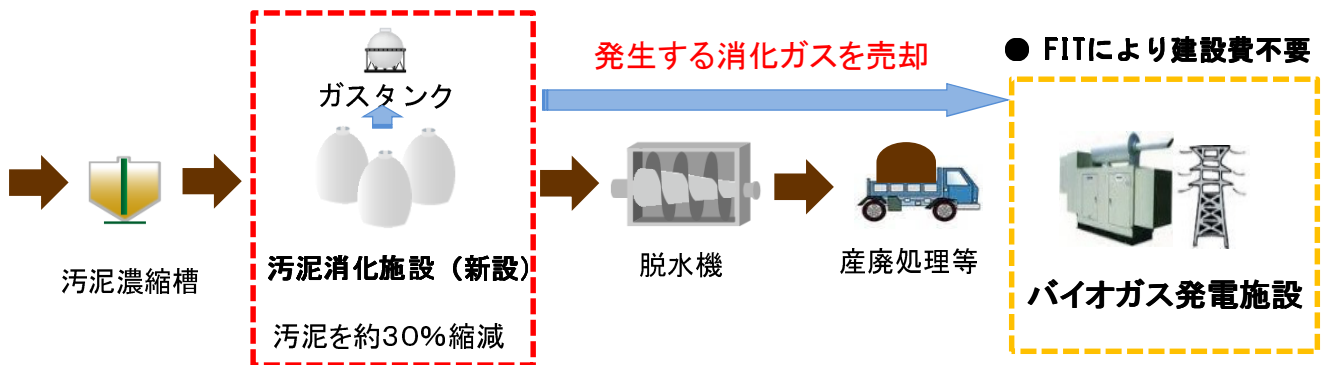 発生する消化ガスを売却
● FITにより建設費不要
ガスタンク
汚泥濃縮槽
汚泥消化施設（新設）
汚泥を約30%縮減
脱水機
産廃処理等
バイオガス発電施設